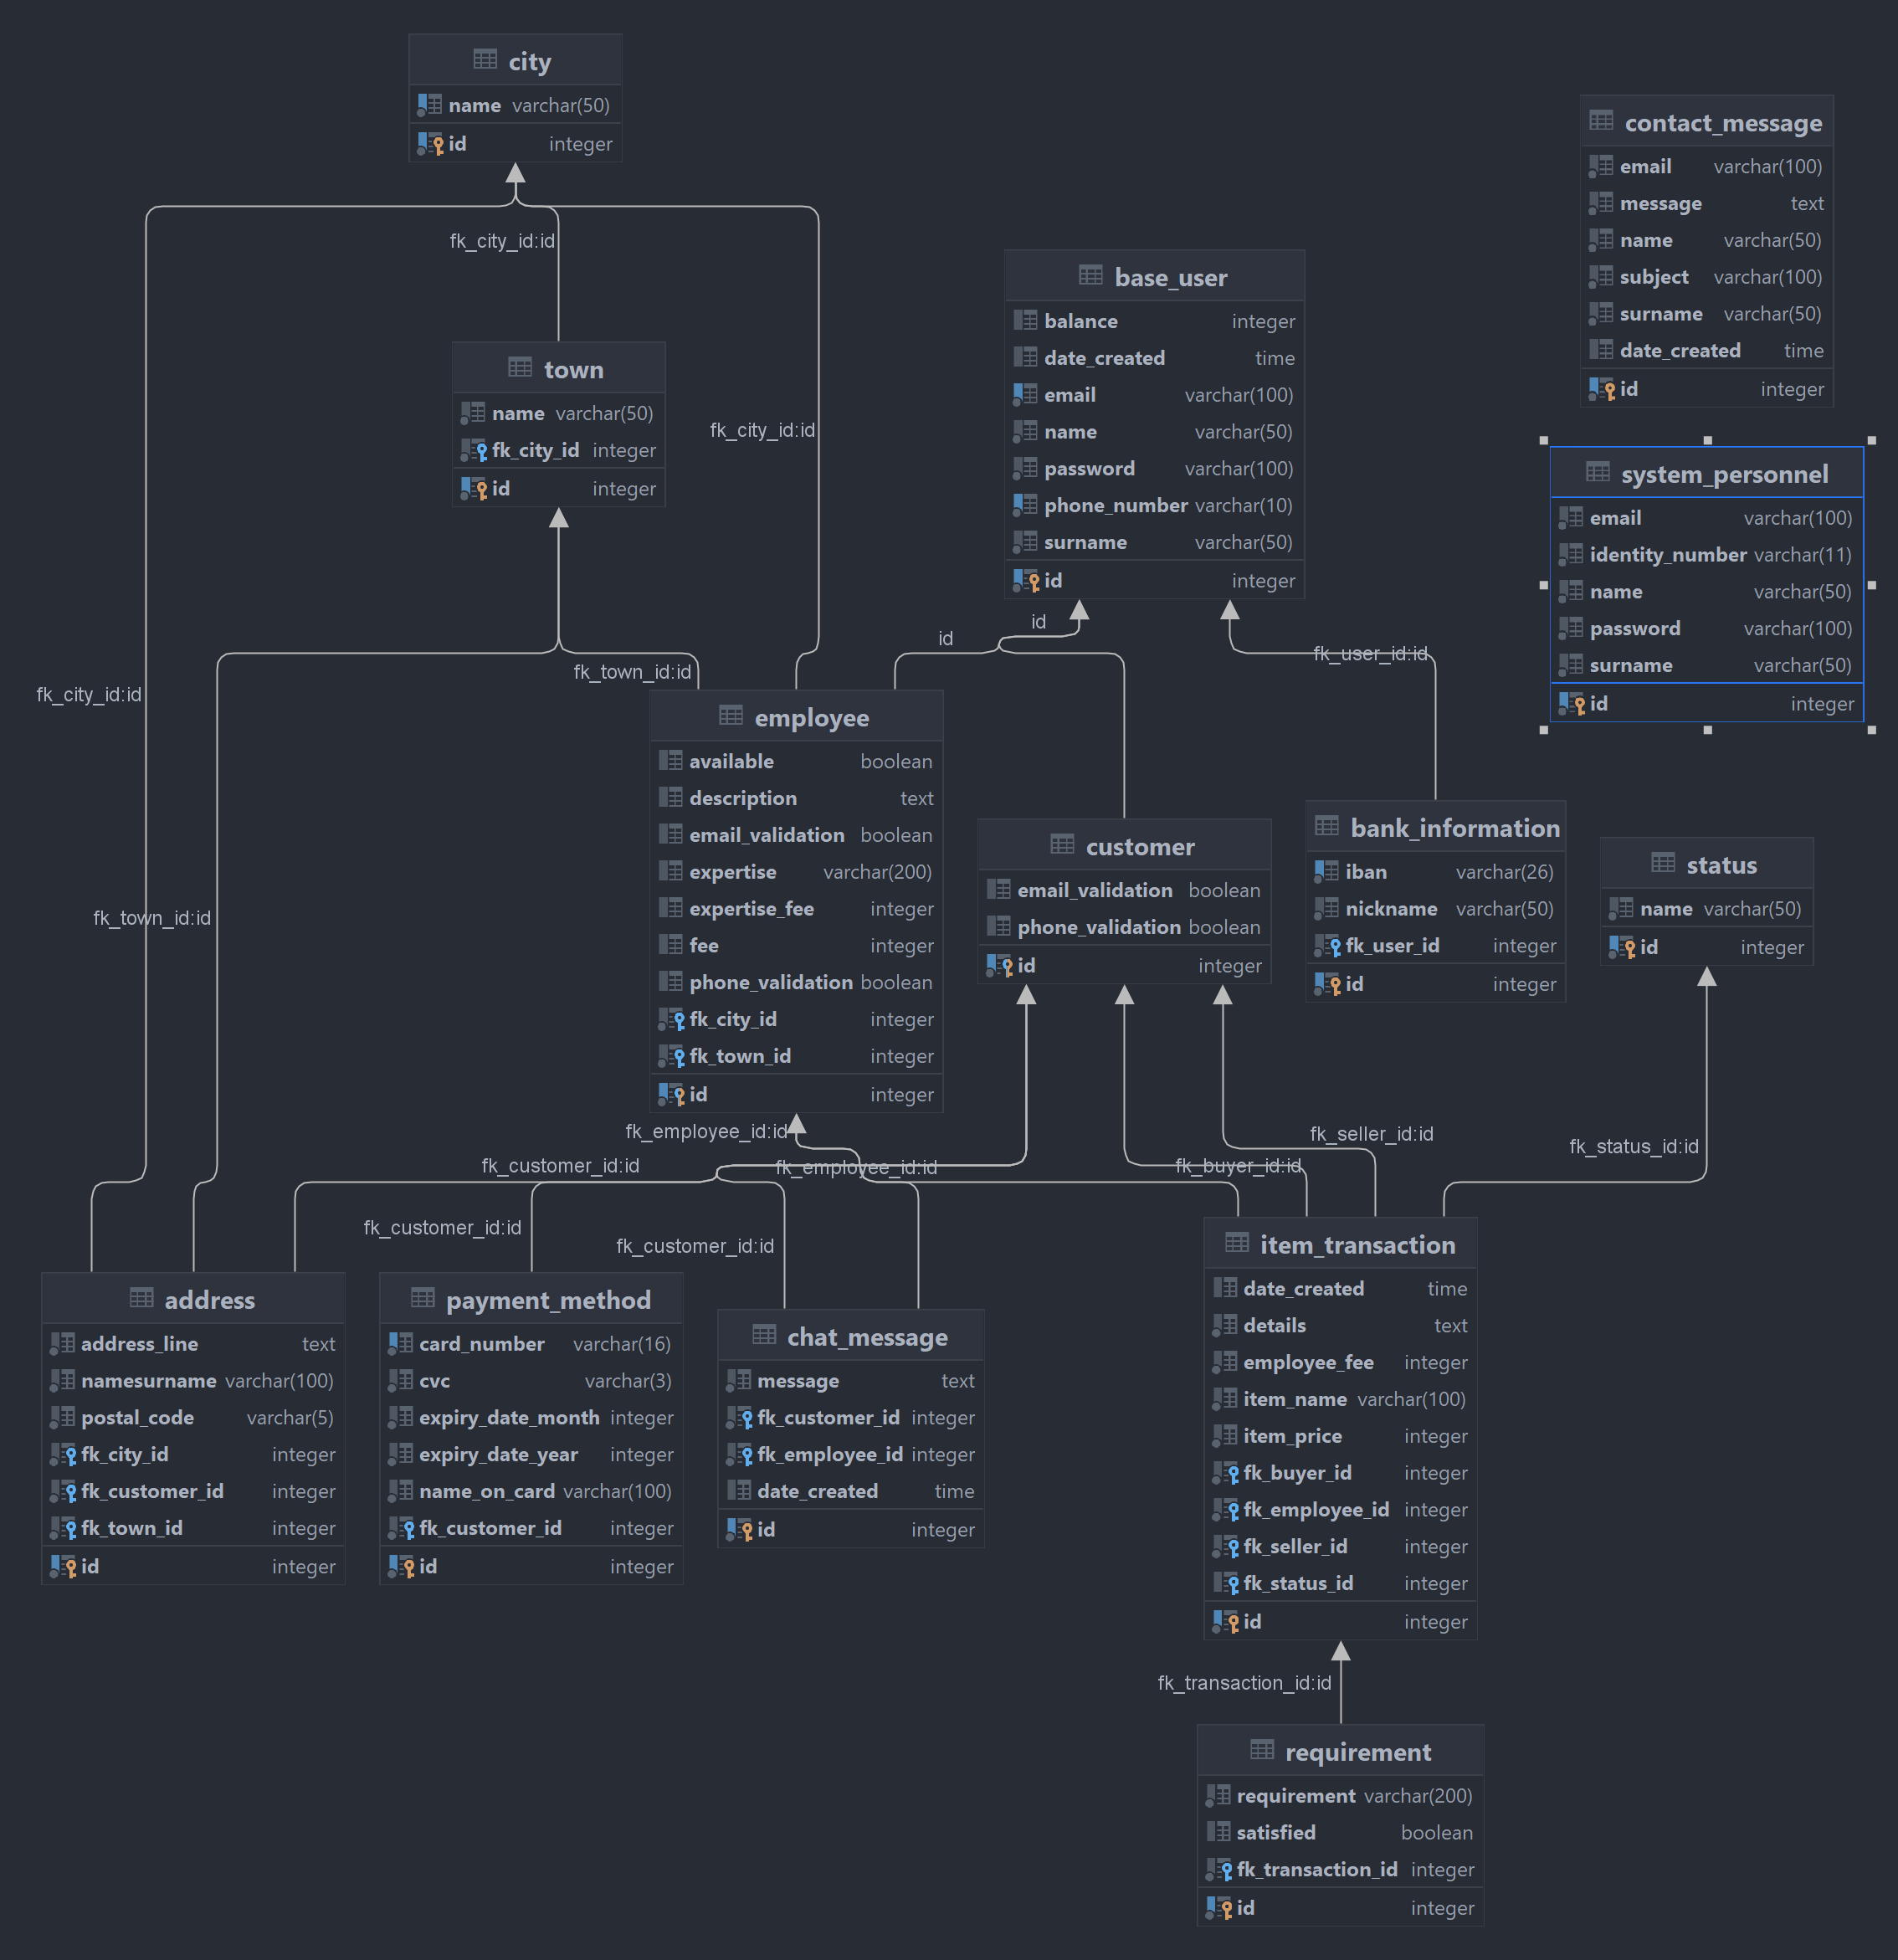 city
name varchar(50)
id integer
fk_city_id:id
town
name varchar(50)
fk_city_id integer
id integer
fk_city_id:id
fk_city_id:id
fk_town_id:id
fk_town_id:id
base_user
balance integer
date_created time
email varchar(100)
name varchar(50)
password varchar(100)
phone_number varchar(10)
surname varchar(50)
id integer
id
id
fk_user_id:id
contact_message
email varchar(100)
message text
name varchar(50)
subject varchar(100)
surname varchar(50)
date_created time
id integer
system_personnel
email varchar(100)
identity_number varchar(11)
name varchar(50)
password varchar(100)
surname varchar(50)
id integer
employee
available boolean
description text
email_validation boolean
expertise varchar(200)
expertise_fee integer
fee integer
phone_validation boolean
fk_city_id integer
fk_town_id integer
id integer
customer
email_validation boolean
phone_validation boolean
id integer
bank_information
iban varchar(26)
nickname varchar(50)
fk_user_id integer
id integer
status
name varchar(50)
id integer
fk_employee_id:id
fk_customer_id:id
fk_employee_id:id
fk_buyer_id:id
fk_seller_id:id
fk_status_id:id
fk_customer_id:id
fk_customer_id:id
address
address_line text
namesurname varchar(100)
postal_code varchar(5)
fk_city_id integer
fk_customer_id integer
fk_town_id integer
id integer
payment_method
card_number varchar(16)
cvc varchar(3)
expiry_date_month integer
expiry_date_year integer
name_on_card varchar(100)
fk_customer_id integer
id integer
chat_message
message text
fk_customer_id integer
fk_employee_id integer
date_created time
id integer
item_transaction
date_created time
details text
employee_fee integer
item_name varchar(100)
item_price integer
fk_buyer_id integer
fk_employee_id integer
fk_seller_id integer
fk_status_id integer
id integer
fk_transaction_id:id
requirement
requirement varchar(200)
satisfied boolean
fk_transaction_id integer
id integer